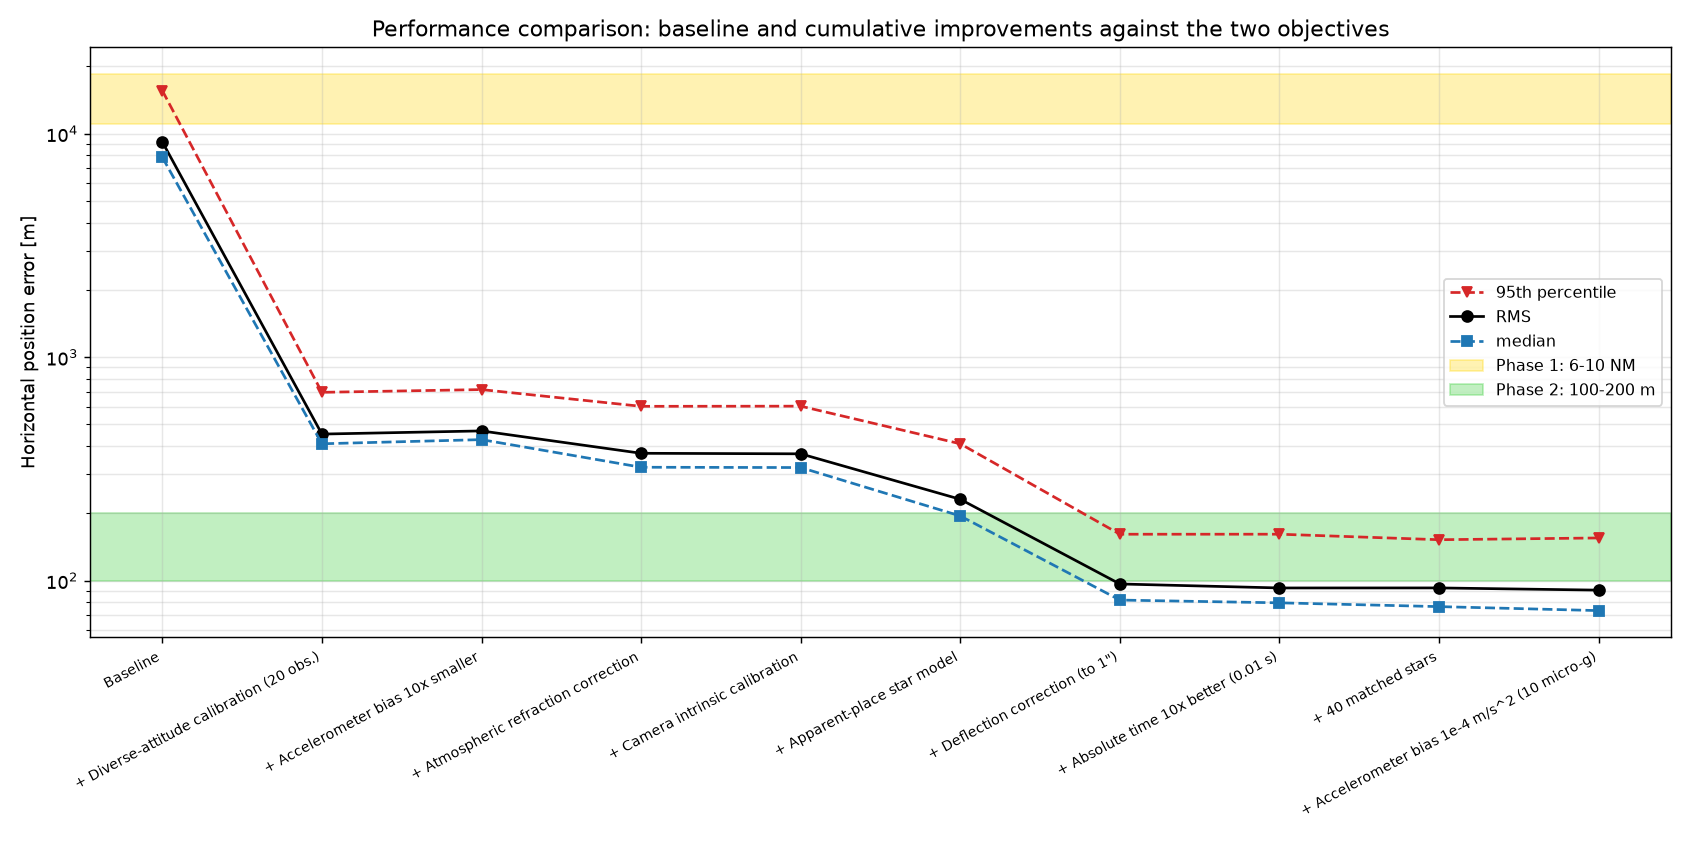 Performance comparison: baseline and cumulative improvements against the two objectives
Horizontal position error [m]
10^4
10^3
10^2
95th percentile
RMS
median
Phase 1: 6-10 NM
Phase 2: 100-200 m
Baseline
+ Diverse-attitude calibration (20 obs.)
+ Accelerometer bias 10x smaller
+ Atmospheric refraction correction
+ Camera intrinsic calibration
+ Apparent-place star model
+ Deflection correction (to 1")
+ Absolute time 10x better (0.01 s)
+ 40 matched stars
+ Accelerometer bias 1e-4 m/s^2 (10 micro-g)